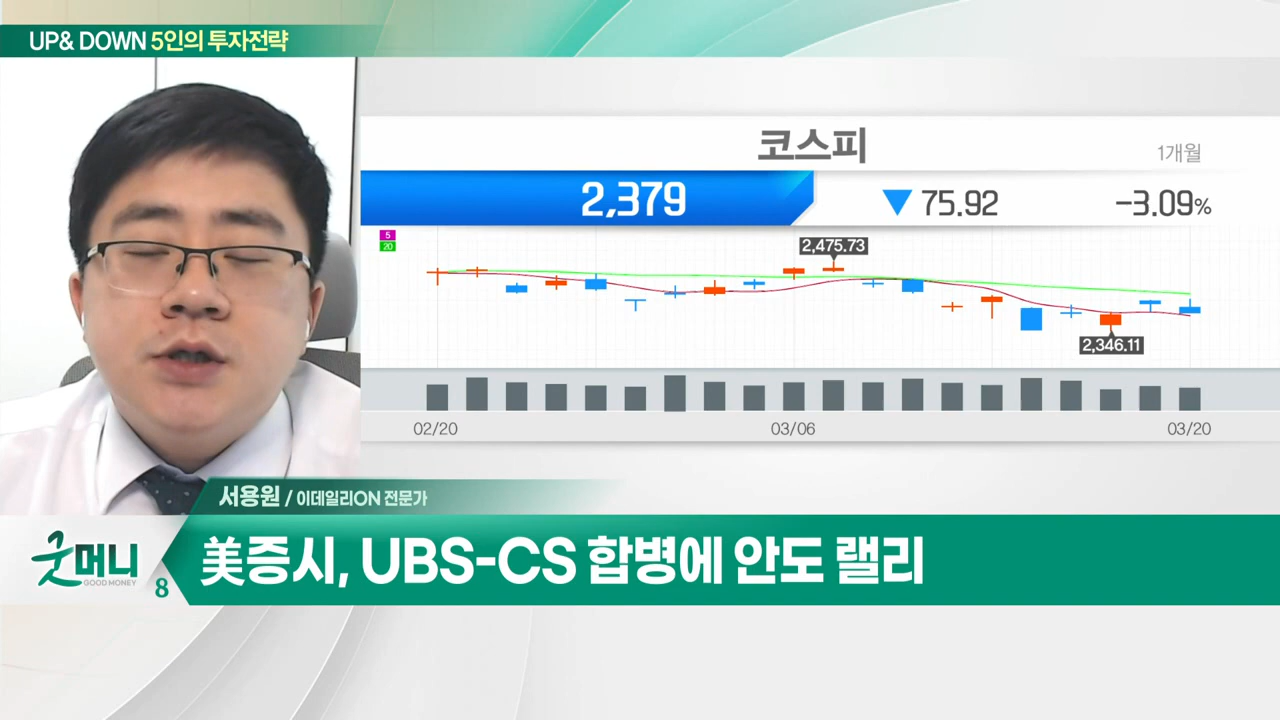 UP& DOWN 5인의 투자전략
코스피
1개월
2,379 ▼ 75.92 -3.09%
5
20
2,475.73
2,346.11
02/20 03/06 03/20
서용원 / 이데일리ON 전문가
굿머니
GOOD MONEY
8
美증시, UBS-CS 합병에 안도 랠리